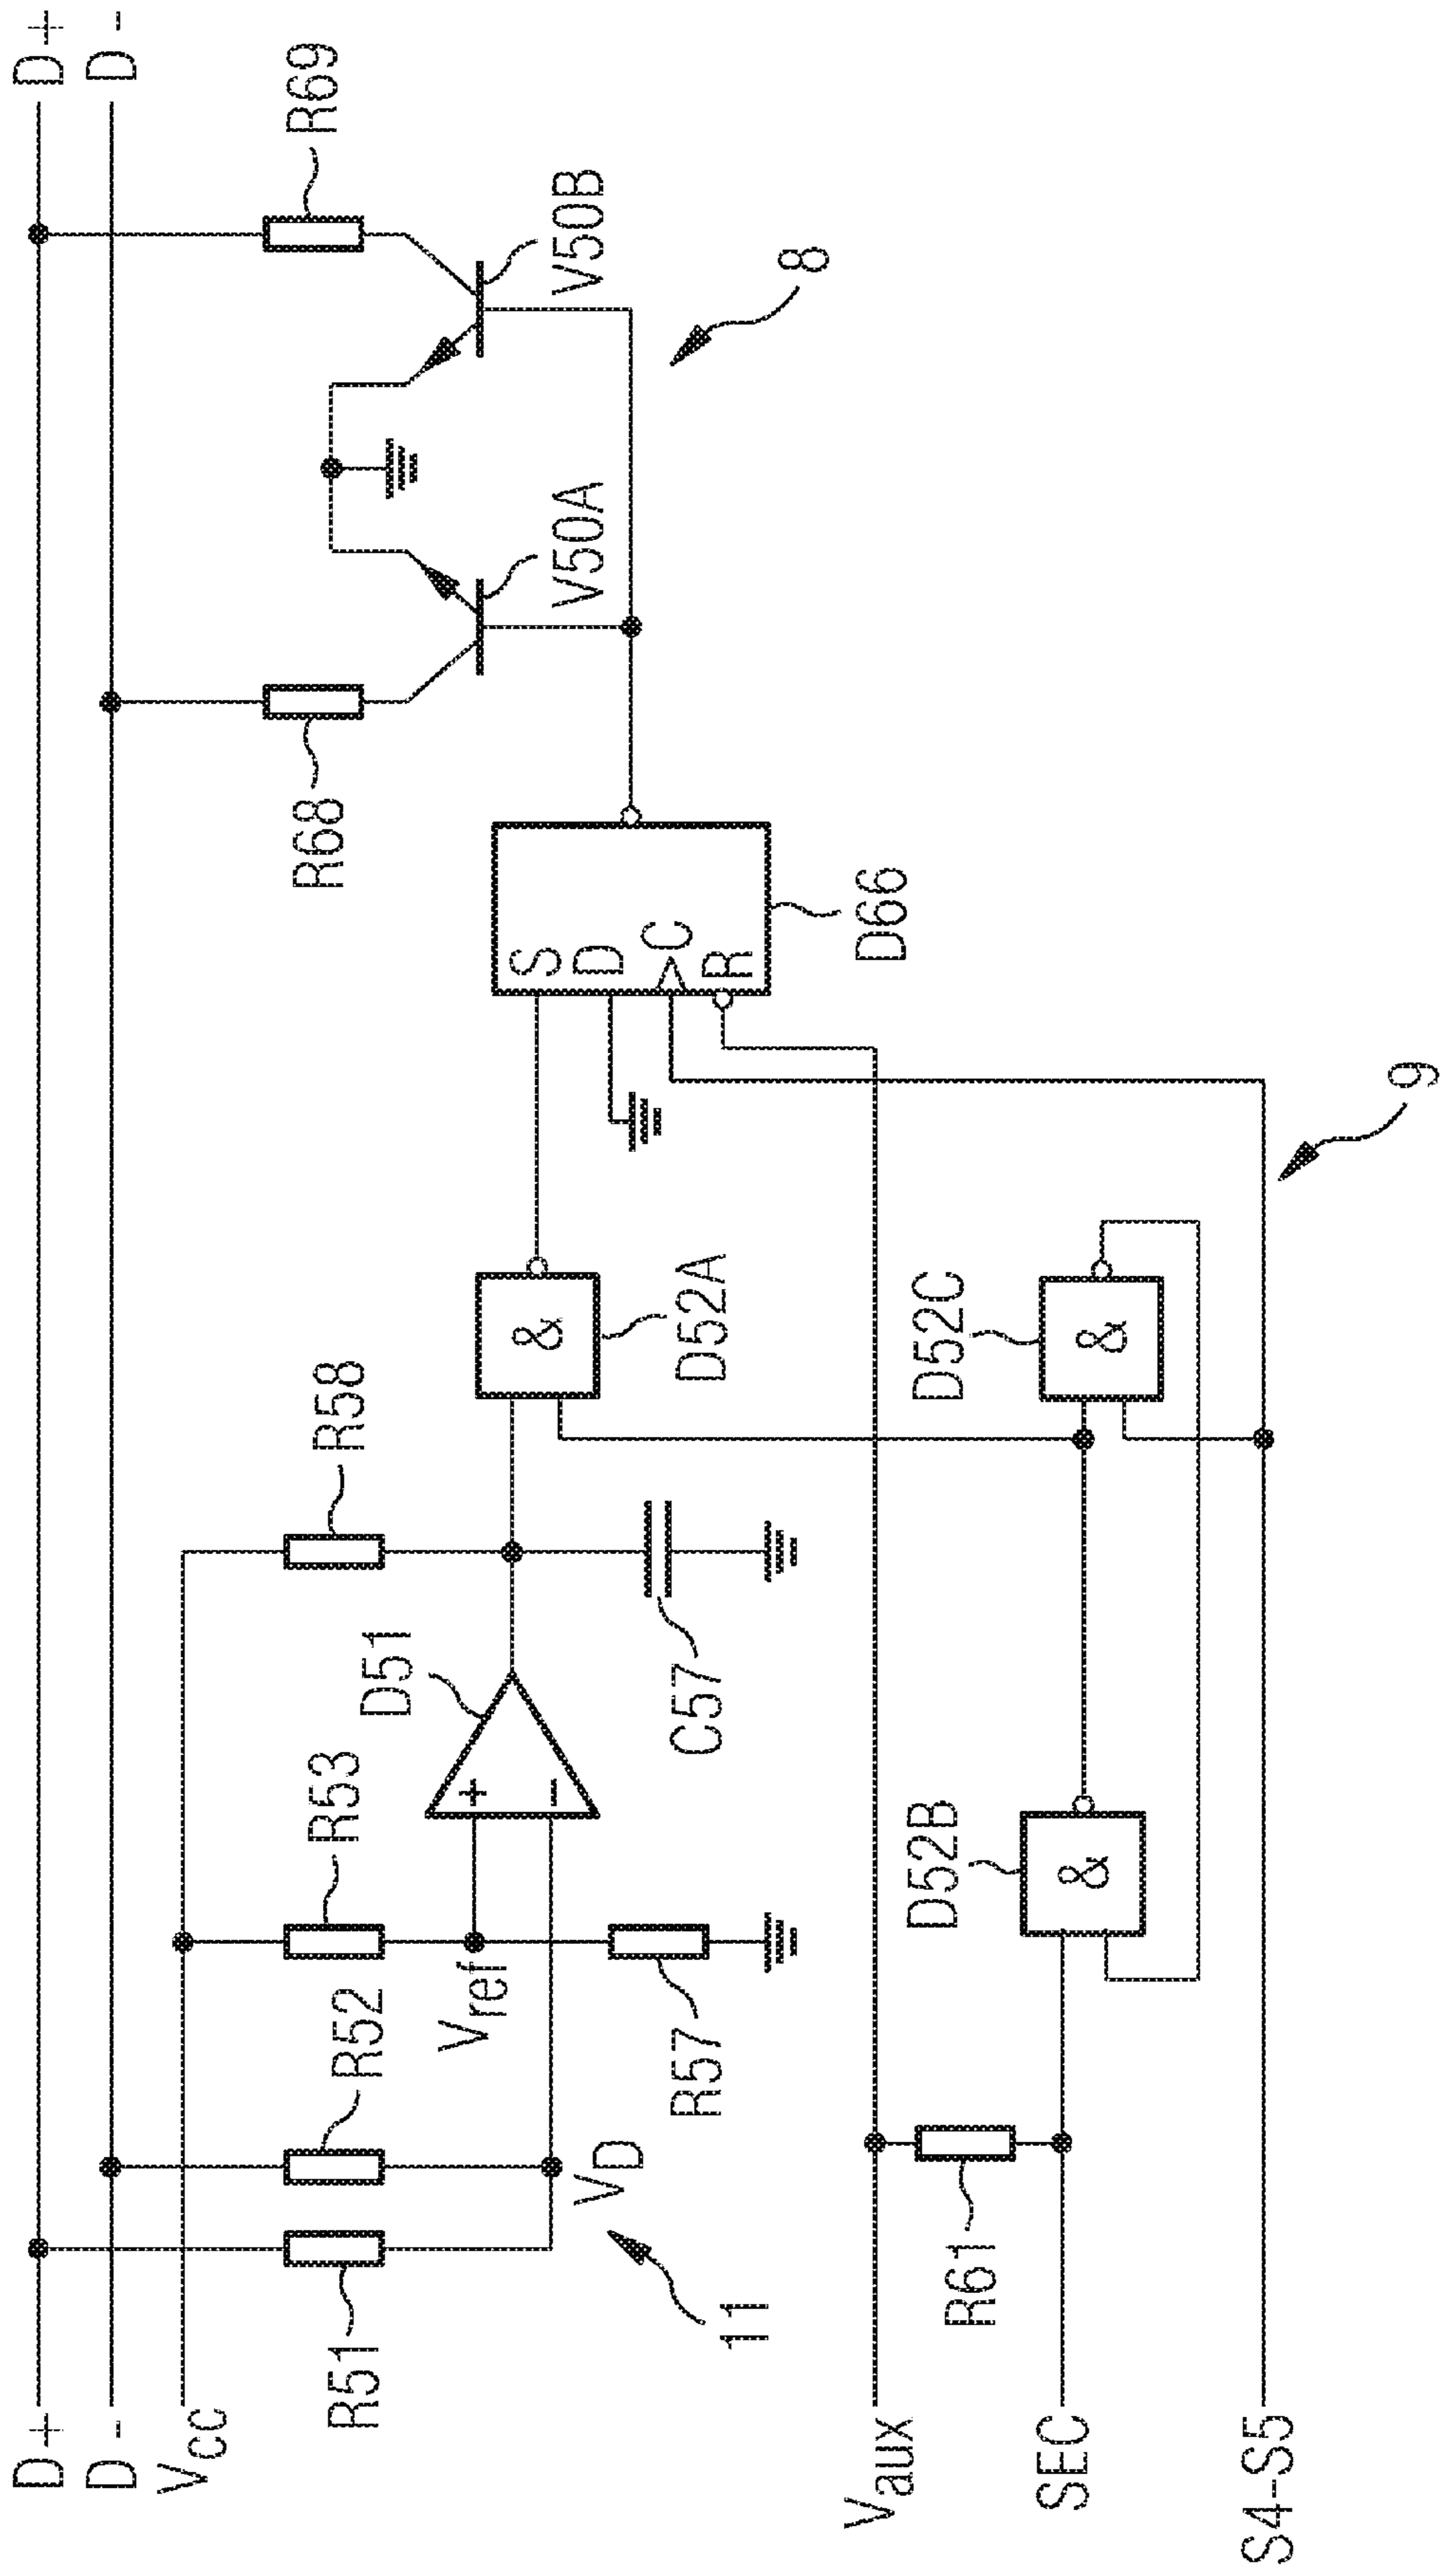 D+
D-
D+
D-
Vcc
R69
R68
V50B
V50A
8
S
D
C
R
D66
R58
R53
R52
R51
D51
+
-
Vref
VD
C57
R57
11
&
D52A
&
D52C
&
D52B
9
R61
Vaux
SEC
S4-S5